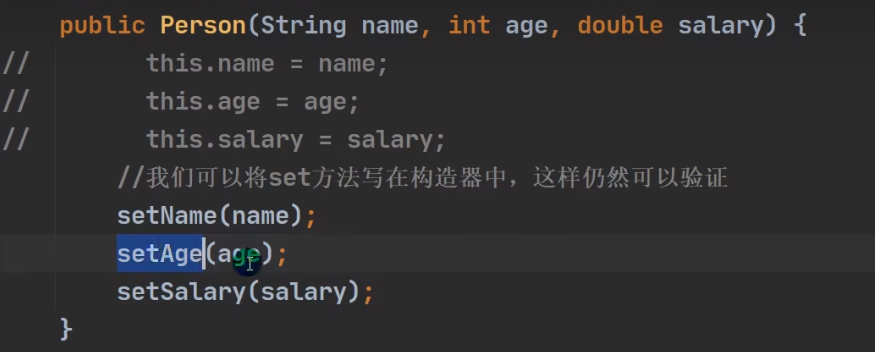 public Person(String name, int age, double salary) {
//        this.name = name;
//        this.age = age;
//        this.salary = salary;
//我们可以将set方法写在构造器中，这样仍然可以验证
setName(name);
setAge(age);
setSalary(salary);
}